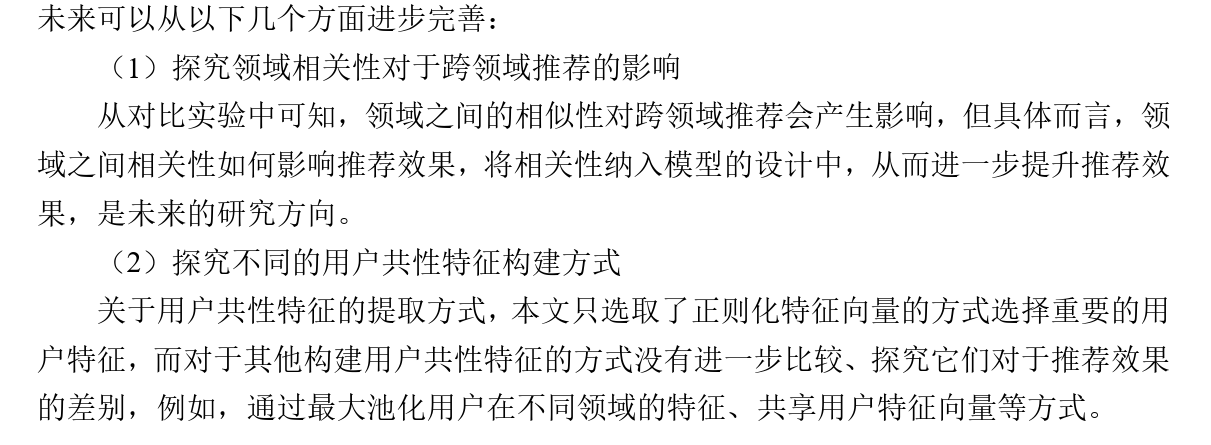 未来可以从以下几个方面进步完善：
（1）探究领域相关性对于跨领域推荐的影响
从对比实验中可知，领域之间的相似性对跨领域推荐会产生影响，但具体而言，领
域之间相关性如何影响推荐效果，将相关性纳入模型的设计中，从而进一步提升推荐效
果，是未来的研究方向。
（2）探究不同的用户共性特征构建方式
关于用户共性特征的提取方式，本文只选取了正则化特征向量的方式选择重要的用
户特征，而对于其他构建用户共性特征的方式没有进一步比较、探究它们对于推荐效果
的差别，例如，通过最大池化用户在不同领域的特征、共享用户特征向量等方式。